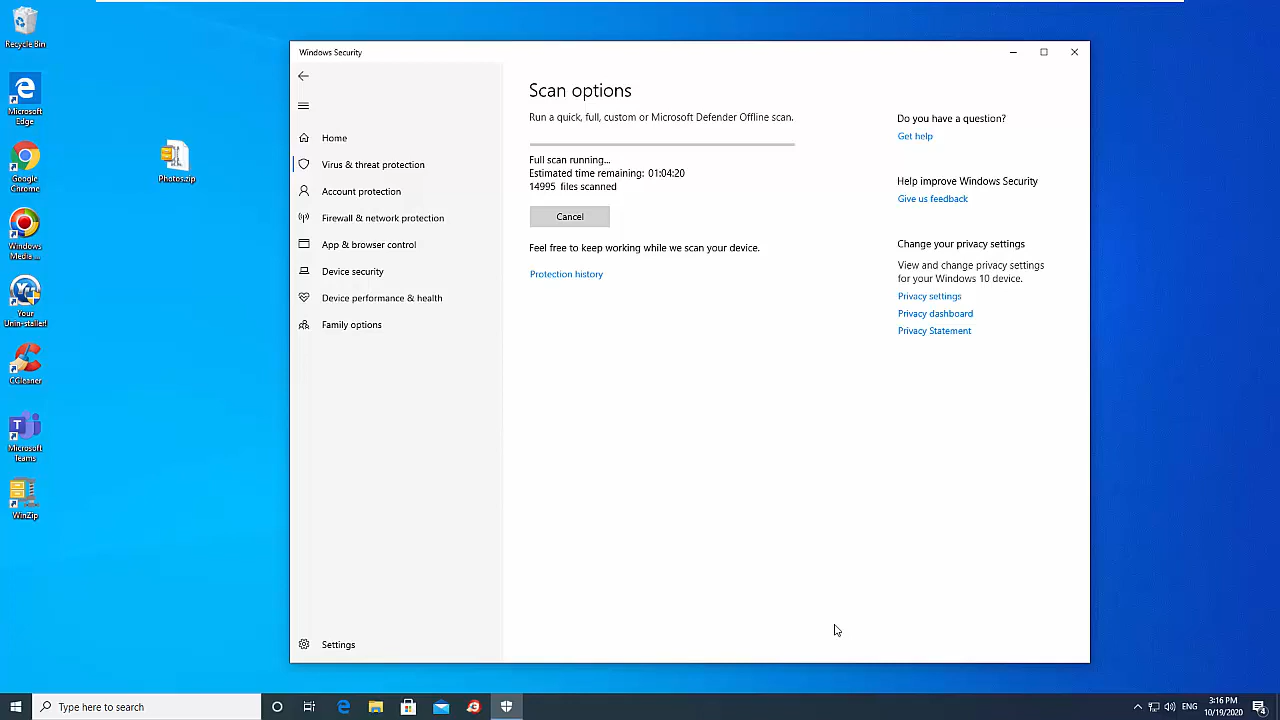 Recycle Bin
Microsoft
Edge
Google
Chrome
Windows
Media ...
Your
Unin-staller!
CCleaner
Microsoft
Teams
WinZip
Photos.zip
Windows Security
Home
Virus & threat protection
Account protection
Firewall & network protection
App & browser control
Device security
Device performance & health
Family options
Settings
Scan options
Run a quick, full, custom or Microsoft Defender Offline scan.
Full scan running...
Estimated time remaining: 01:04:20
14995 files scanned
Cancel
Feel free to keep working while we scan your device.
Protection history
Do you have a question?
Get help
Help improve Windows Security
Give us feedback
Change your privacy settings
View and change privacy settings
for your Windows 10 device.
Privacy settings
Privacy dashboard
Privacy Statement
Type here to search
ENG
3:16 PM
10/19/2020